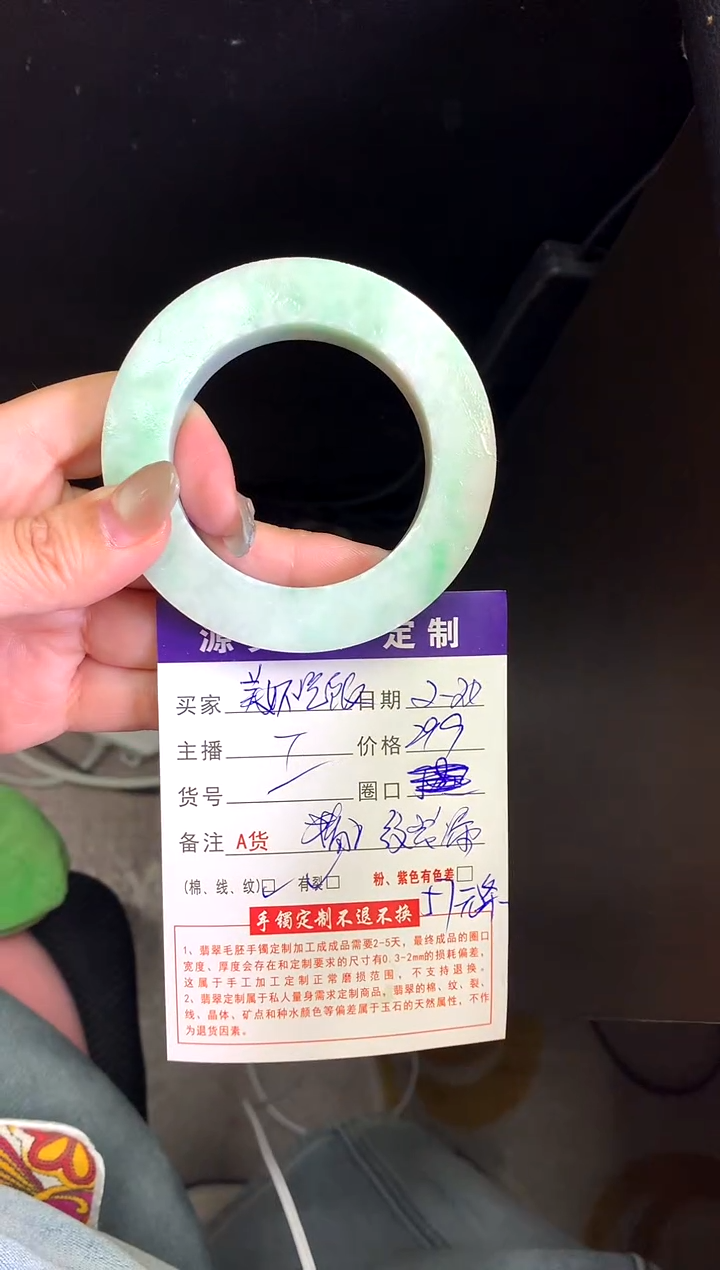 源 定制
买家 美 日期 2-20
主播 丁 价格 299
货号 圈口
备注 A货
(棉、线、纹)□ 有裂□ 粉、紫色有色差□
手镯定制不退不换
1、翡翠毛胚手镯定制加工成成品需要2-5天，最终成品的圈口
宽度、厚度会存在和定制要求的尺寸有0.3-2mm的损耗偏差，
这属于手工加工定制正常磨损范围，不支持退换。
2、翡翠定制属于私人量身需求定制商品，翡翠的棉、纹、裂、
线、晶体、矿点和种水颜色等偏差属于玉石的天然属性，不作
为退货因素。